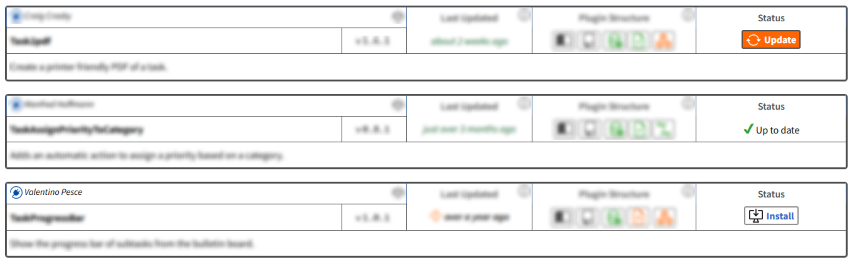 Craig Crosby
Last Updated
Plugin Structure
Status
Task2pdf
v1.4.1
about 2 weeks ago
Update
Create a printer friendly PDF of a task.
Manfred Hoffmann
Last Updated
Plugin Structure
Status
TaskAssignPriorityToCategory
v0.0.1
just over 3 months ago
Up to date
Adds an automatic action to assign a priority based on a category.
Valentino Pesce
Last Updated
Plugin Structure
Status
TaskProgressBar
v1.0.1
over a year ago
Install
Show the progress bar of subtasks from the bulletin board.